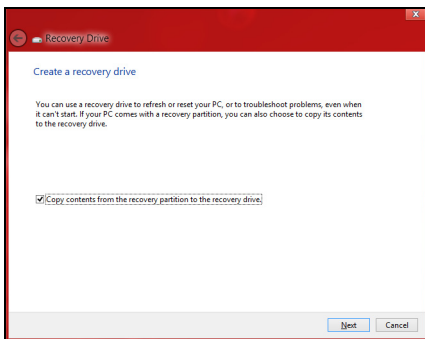 X
Recovery Drive
Create a recovery drive
You can use a recovery drive to refresh or reset your PC, or to troubleshoot problems, even when
it can't start. If your PC comes with a recovery partition, you can also choose to copy its contents
to the recovery drive.
Copy contents from the recovery partition to the recovery drive.
Next Cancel